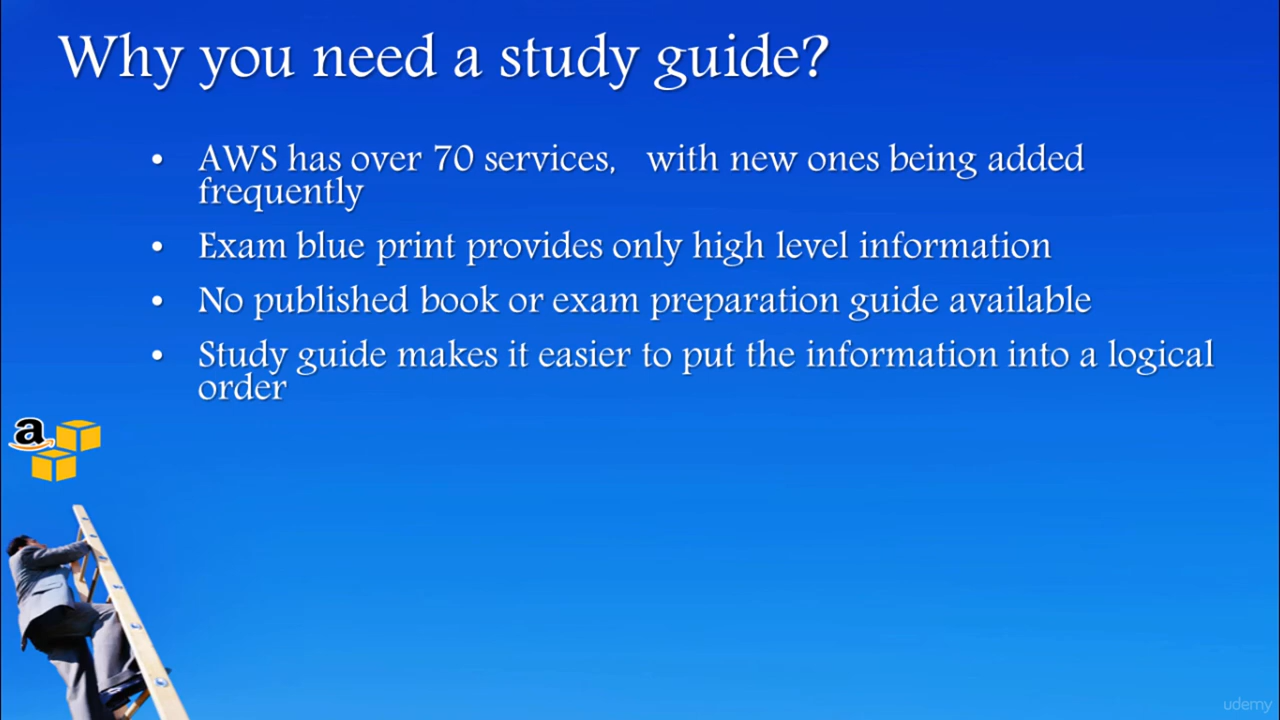 Why you need a study guide?
• AWS has over 70 services,   with new ones being added
frequently
• Exam blue print provides only high level information
• No published book or exam preparation guide available
• Study guide makes it easier to put the information into a logical
order
a
udemy